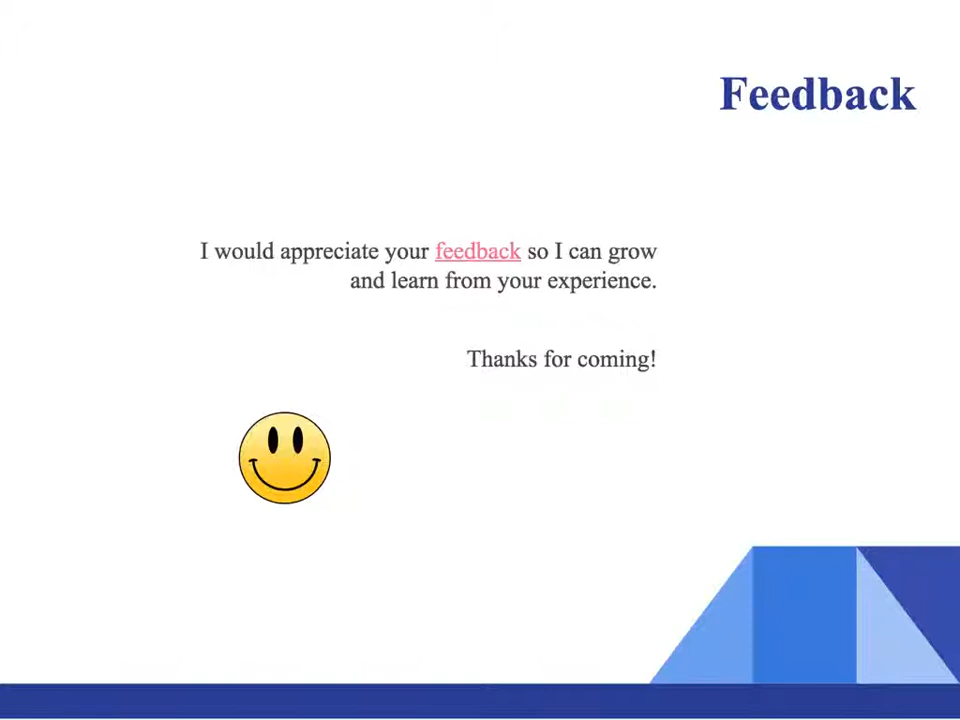 Feedback
I would appreciate your feedback so I can grow
and learn from your experience.
Thanks for coming!